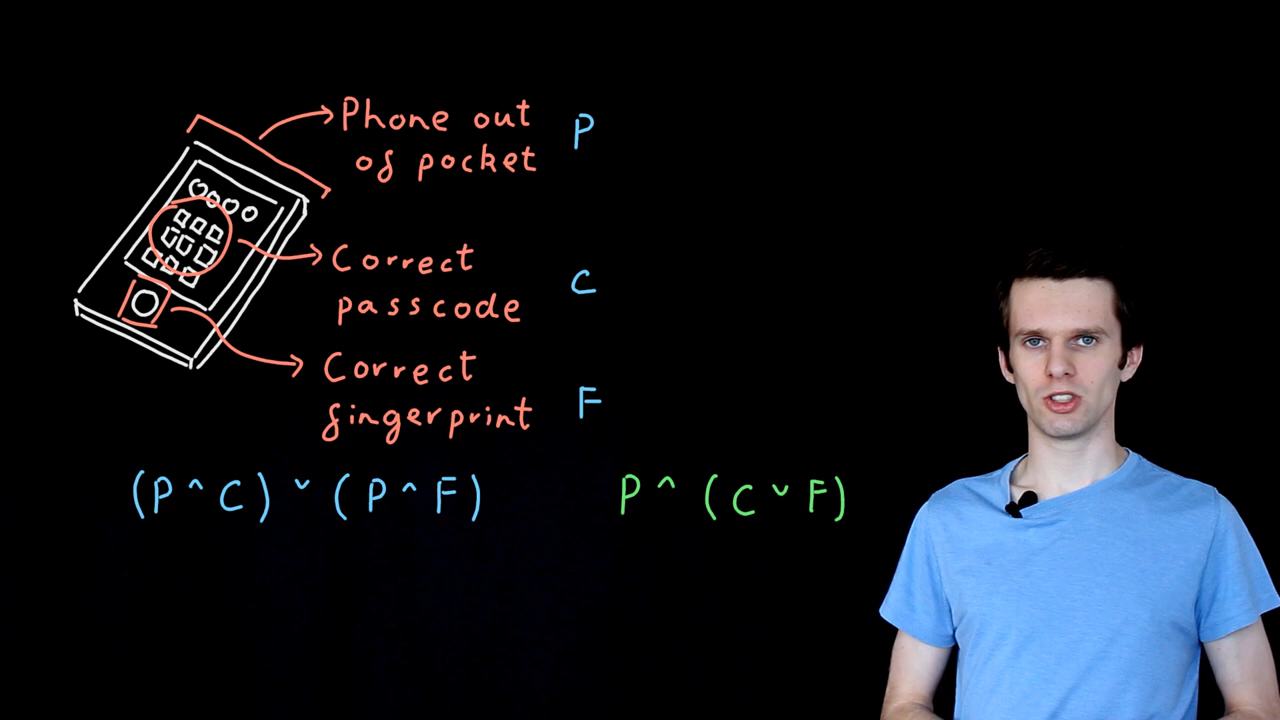 Phone out
of pocket
P
Correct
passcode
C
Correct
fingerprint
F
(P ^ C) ˅ (P ^ F)
P ^ (C ˅ F)